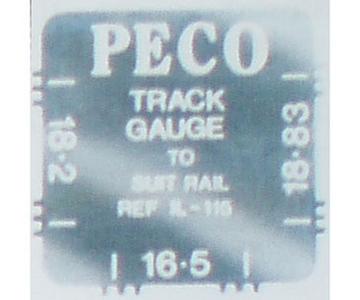 PECO
TRACK
GAUGE
TO
SUIT RAIL
REF IL-115
18·2
18·83
16·5